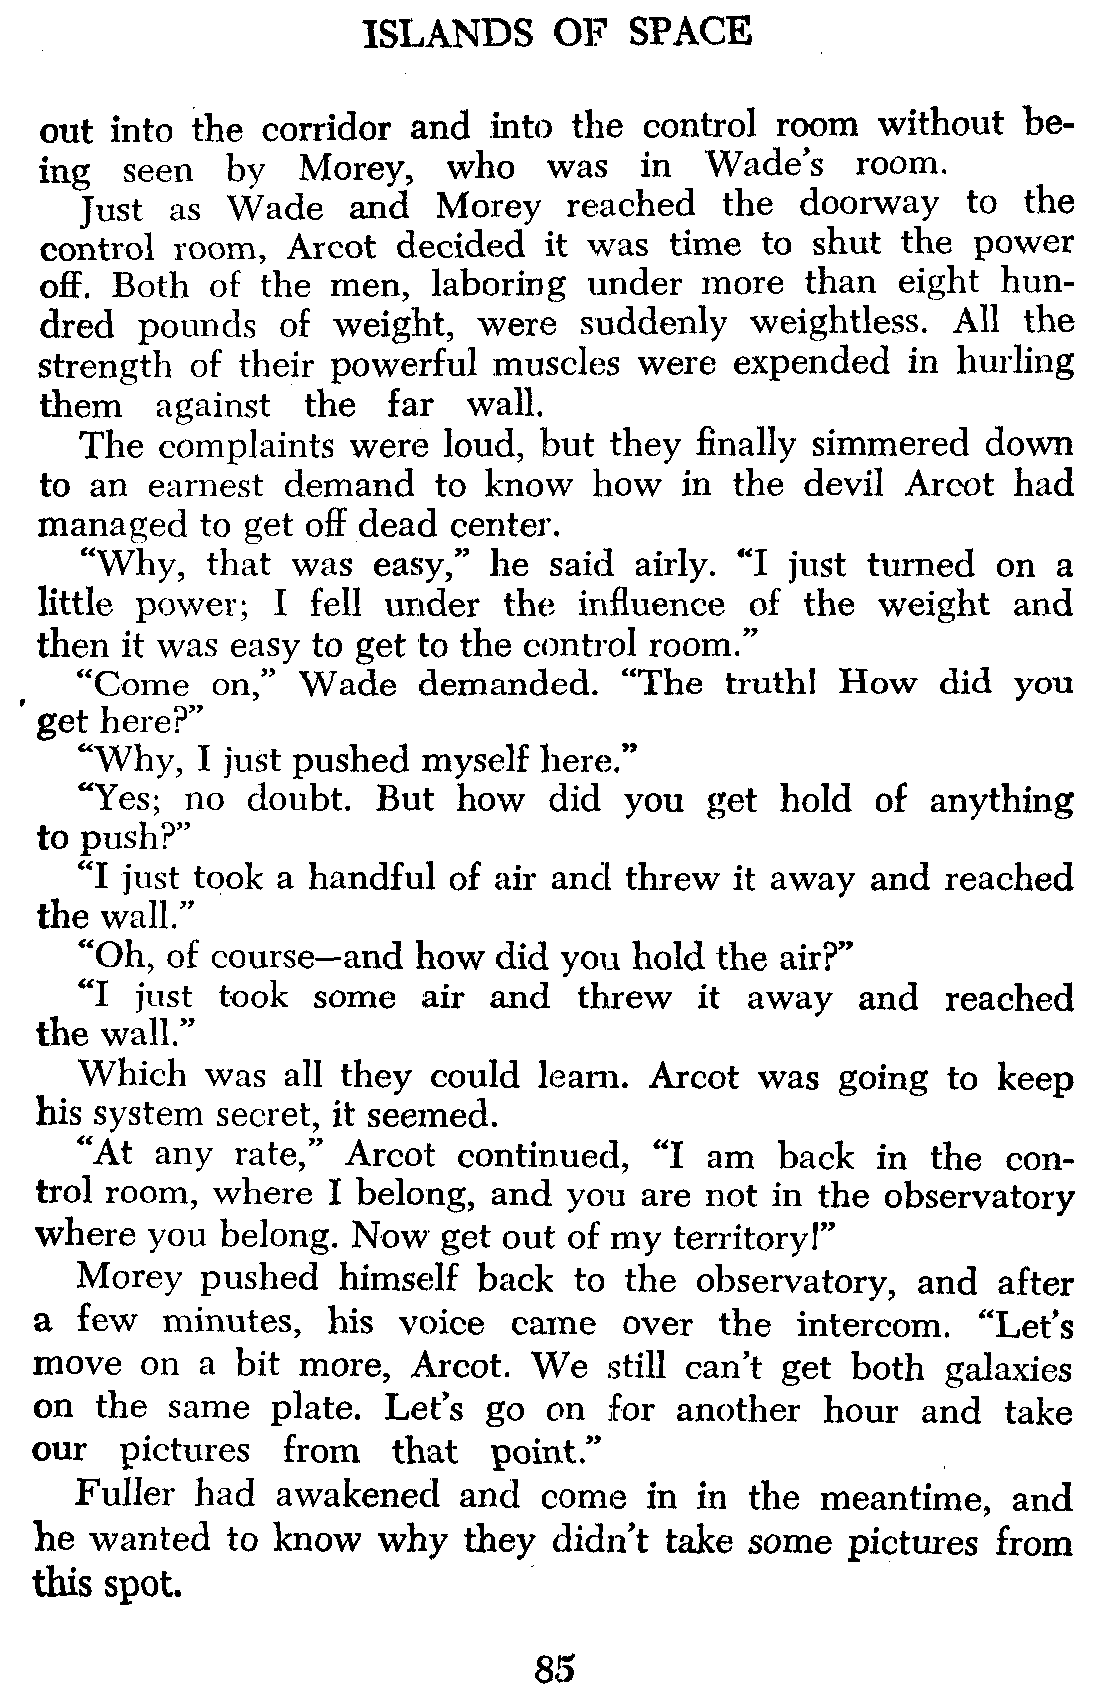 ISLANDS OF SPACE
out into the corridor and into the control room without be-
ing seen by Morey, who was in Wade's room.
Just as Wade and Morey reached the doorway to the
control room, Arcot decided it was time to shut the power
off. Both of the men, laboring under more than eight hun-
dred pounds of weight, were suddenly weightless. All the
strength of their powerful muscles were expended in hurling
them against the far wall.
The complaints were loud, but they finally simmered down
to an earnest demand to know how in the devil Arcot had
managed to get off dead center.
“Why, that was easy,” he said airly. “I just turned on a
little power; I fell under the influence of the weight and
then it was easy to get to the control room.”
“Come on,” Wade demanded. “The truth! How did you
get here?”
“Why, I just pushed myself here.”
“Yes; no doubt. But how did you get hold of anything
to push?”
“I just took a handful of air and threw it away and reached
the wall.”
“Oh, of course—and how did you hold the air?”
“I just took some air and threw it away and reached
the wall.”
Which was all they could learn. Arcot was going to keep
his system secret, it seemed.
“At any rate,” Arcot continued, “I am back in the con-
trol room, where I belong, and you are not in the observatory
where you belong. Now get out of my territory!”
Morey pushed himself back to the observatory, and after
a few minutes, his voice came over the intercom. “Let's
move on a bit more, Arcot. We still can't get both galaxies
on the same plate. Let's go on for another hour and take
our pictures from that point.”
Fuller had awakened and come in in the meantime, and
he wanted to know why they didn't take some pictures from
this spot.
85